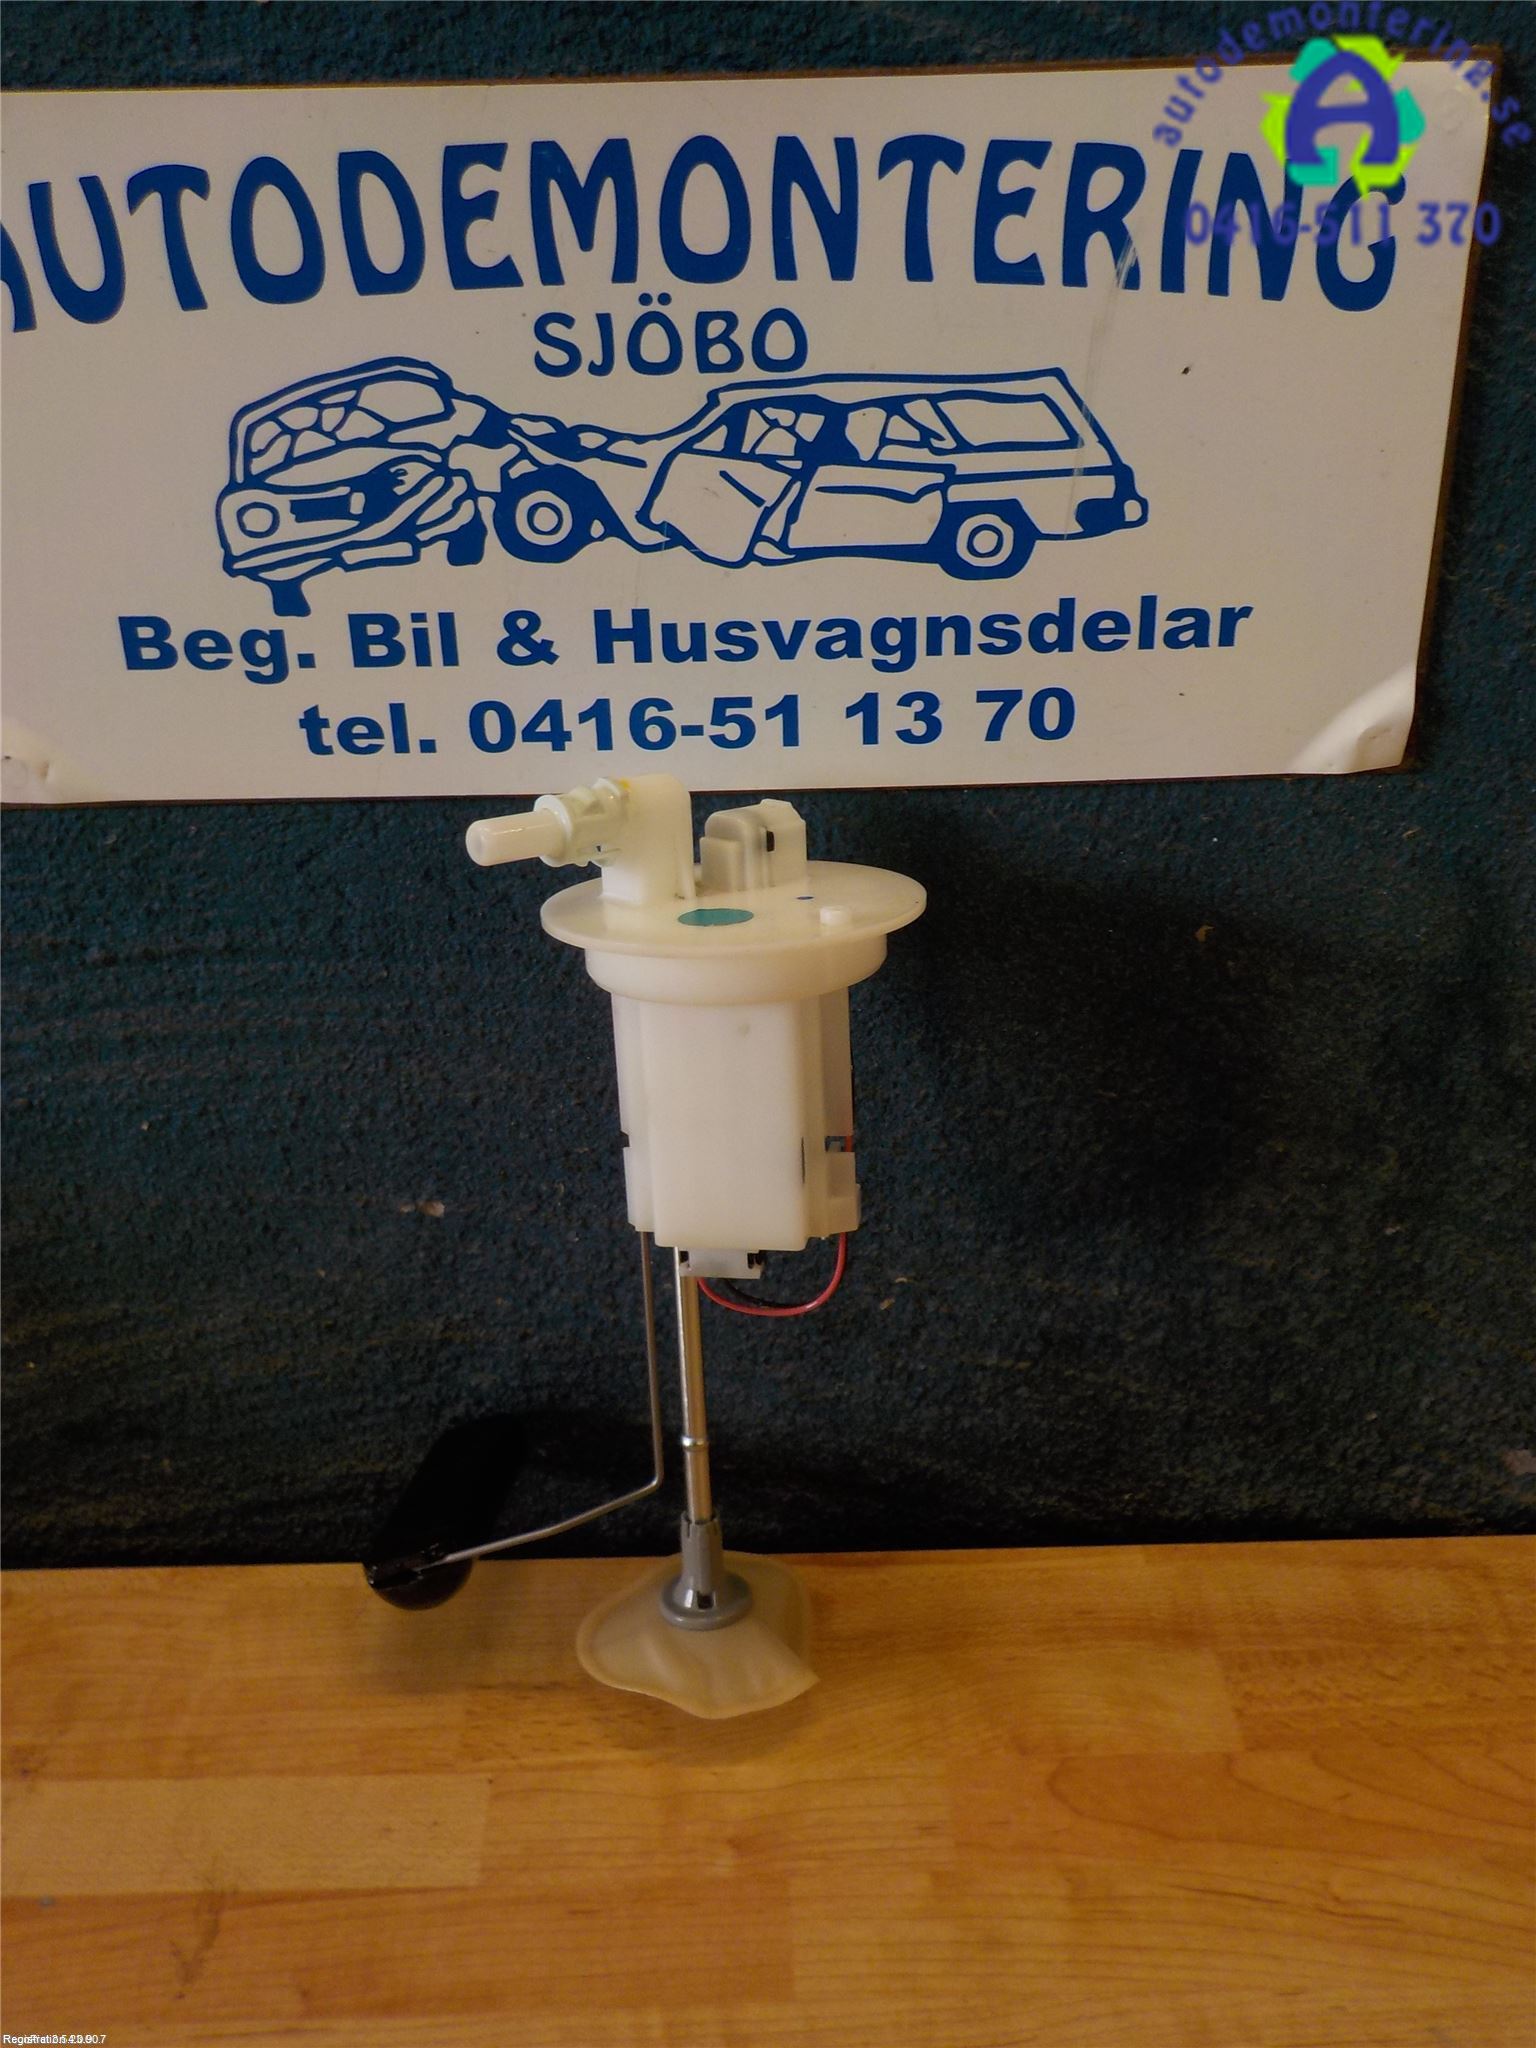 autodemontering.se
A
0416-511 370
AUTODEMONTERING
SJÖBO
Beg. Bil & Husvagnsdelar
tel. 0416-51 13 70